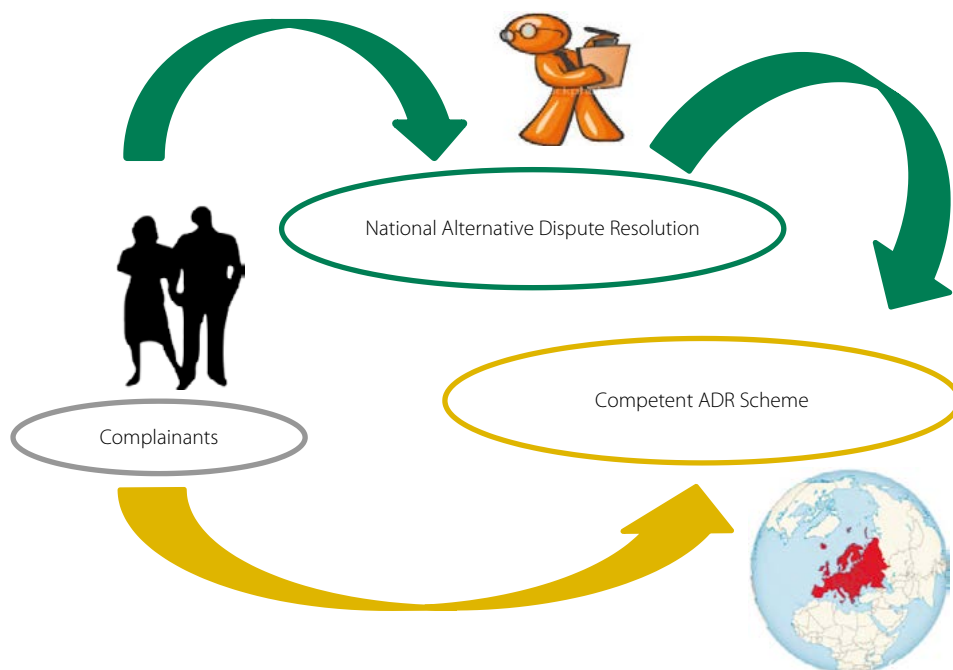 National Alternative Dispute Resolution
Competent ADR Scheme
Complainants